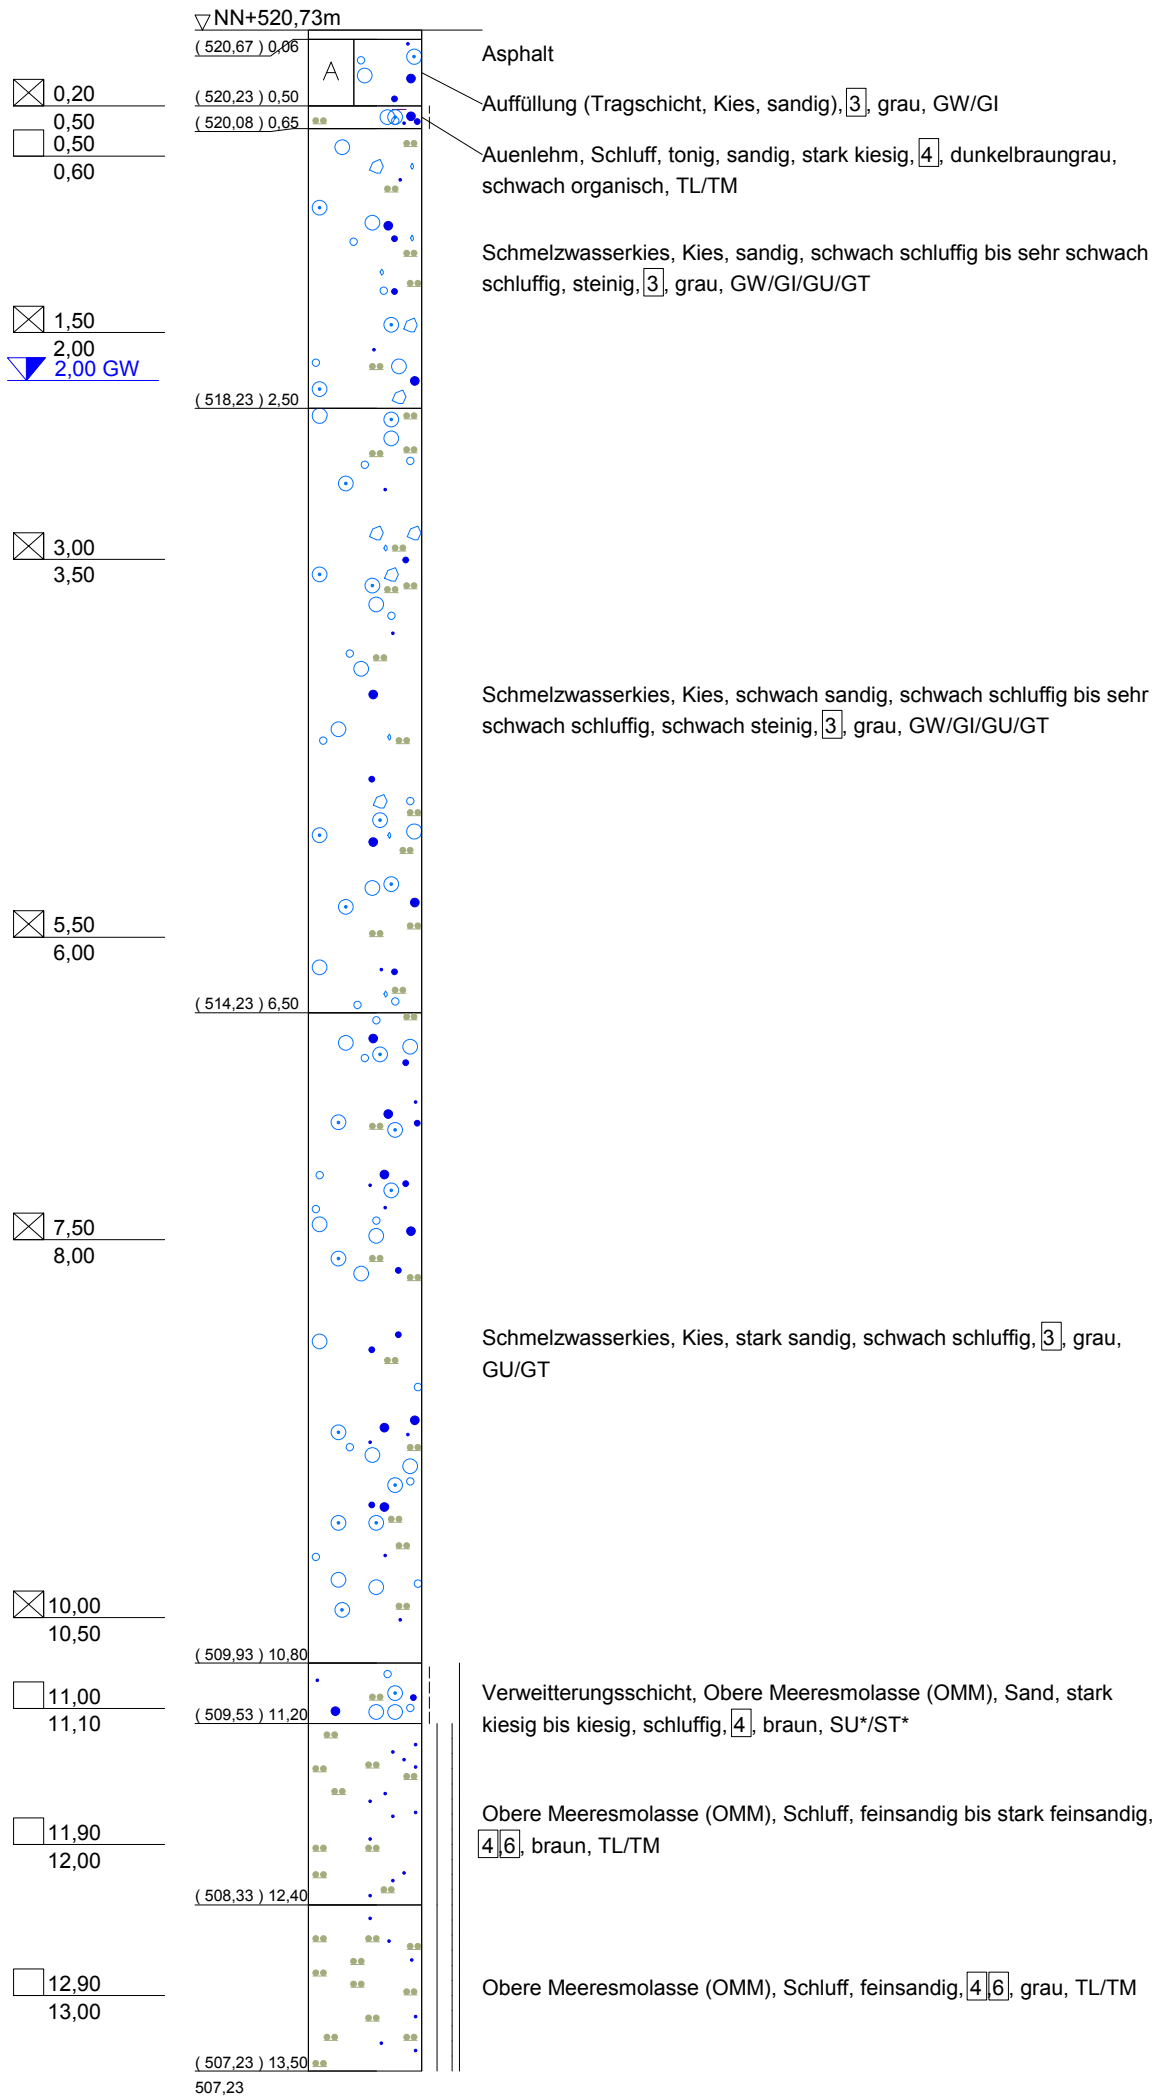 NN+520,73m
( 520,67 ) 0,06
Asphalt
A
0,20
( 520,23 ) 0,50
Auffüllung (Tragschicht, Kies, sandig), 3, grau, GW/GI
0,50
( 520,08 ) 0,65
0,50
0,60
Auenlehm, Schluff, tonig, sandig, stark kiesig, 4, dunkelbraungrau,
schwach organisch, TL/TM
Schmelzwasserkies, Kies, sandig, schwach schluffig bis sehr schwach
schluffig, steinig, 3, grau, GW/GI/GU/GT
1,50
2,00
2,00 GW
( 518,23 ) 2,50
3,00
3,50
Schmelzwasserkies, Kies, schwach sandig, schwach schluffig bis sehr
schwach schluffig, schwach steinig, 3, grau, GW/GI/GU/GT
5,50
6,00
( 514,23 ) 6,50
7,50
8,00
Schmelzwasserkies, Kies, stark sandig, schwach schluffig, 3, grau,
GU/GT
10,00
10,50
( 509,93 ) 10,80
11,00
11,10
( 509,53 ) 11,20
Verweitterungsschicht, Obere Meeresmolasse (OMM), Sand, stark
kiesig bis kiesig, schluffig, 4, braun, SU*/ST*
11,90
12,00
Obere Meeresmolasse (OMM), Schluff, feinsandig bis stark feinsandig,
4,6, braun, TL/TM
( 508,33 ) 12,40
12,90
13,00
Obere Meeresmolasse (OMM), Schluff, feinsandig, 4,6, grau, TL/TM
( 507,23 ) 13,50
507,23